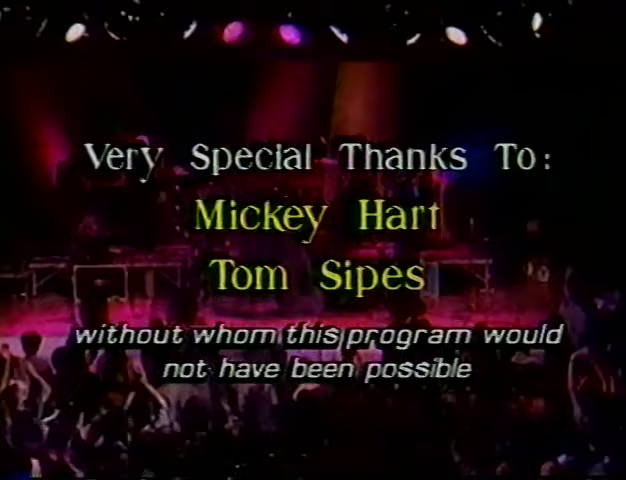 Very Special Thanks To:
Mickey Hart
Tom Sipes
without whom this program would
not have been possible